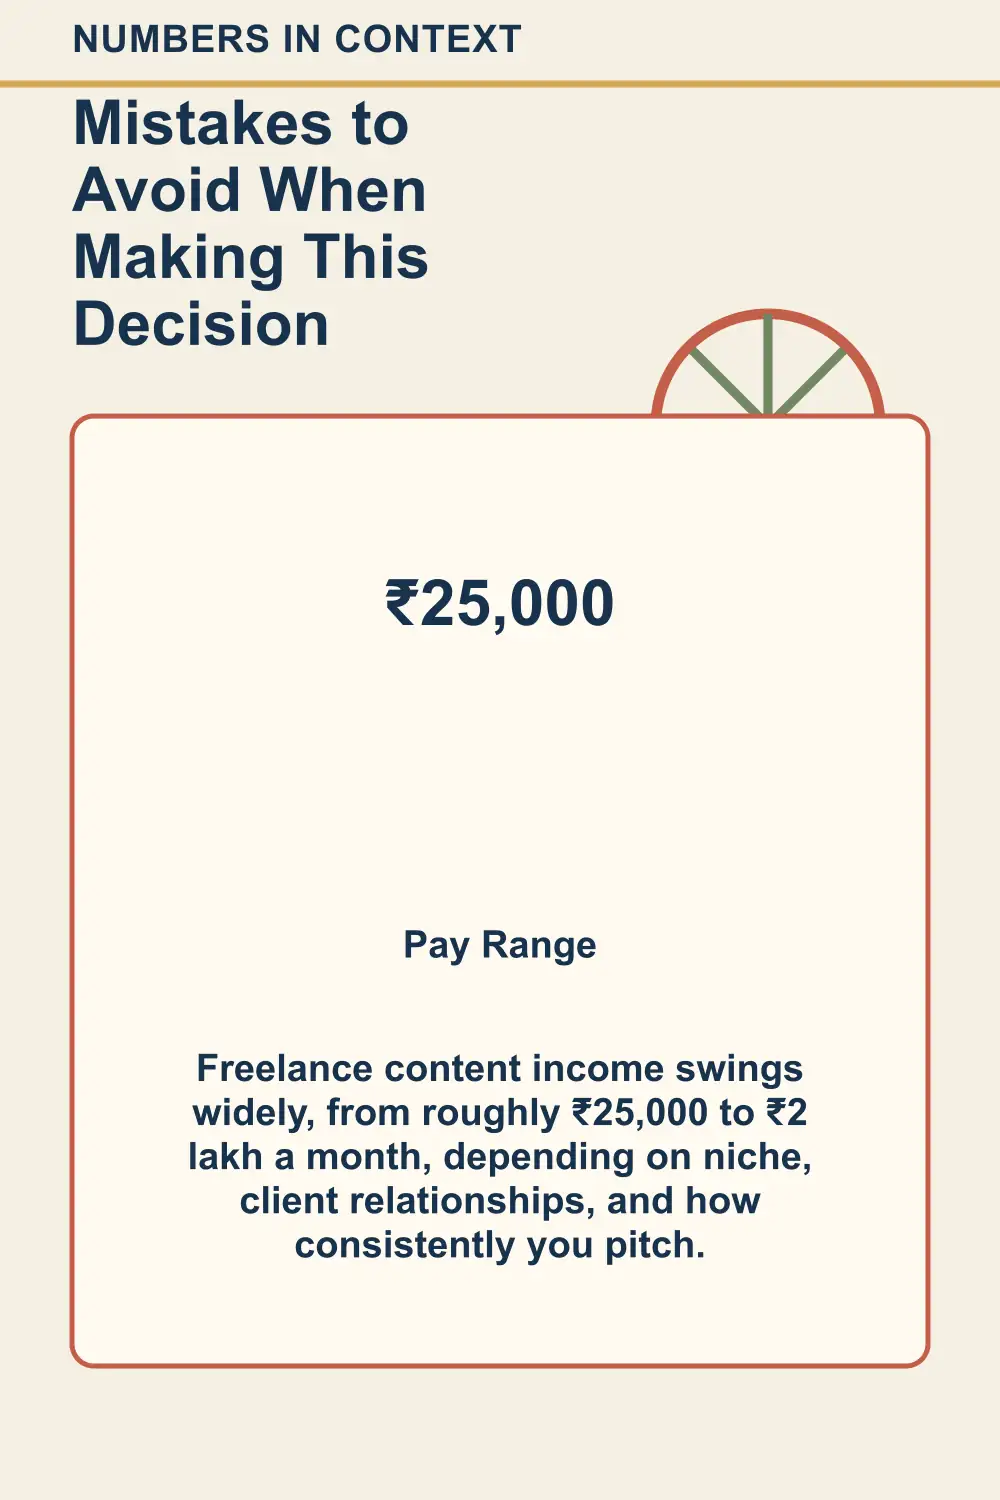 NUMBERS IN CONTEXT
Mistakes to
Avoid When
Making This
Decision
₹25,000
Pay Range
Freelance content income swings
widely, from roughly ₹25,000 to ₹2
lakh a month, depending on niche,
client relationships, and how
consistently you pitch.